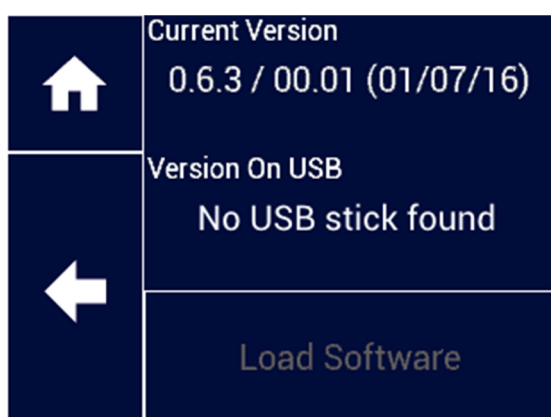 Current Version
0.6.3 / 00.01 (01/07/16)
Version On USB
No USB stick found
Load Software